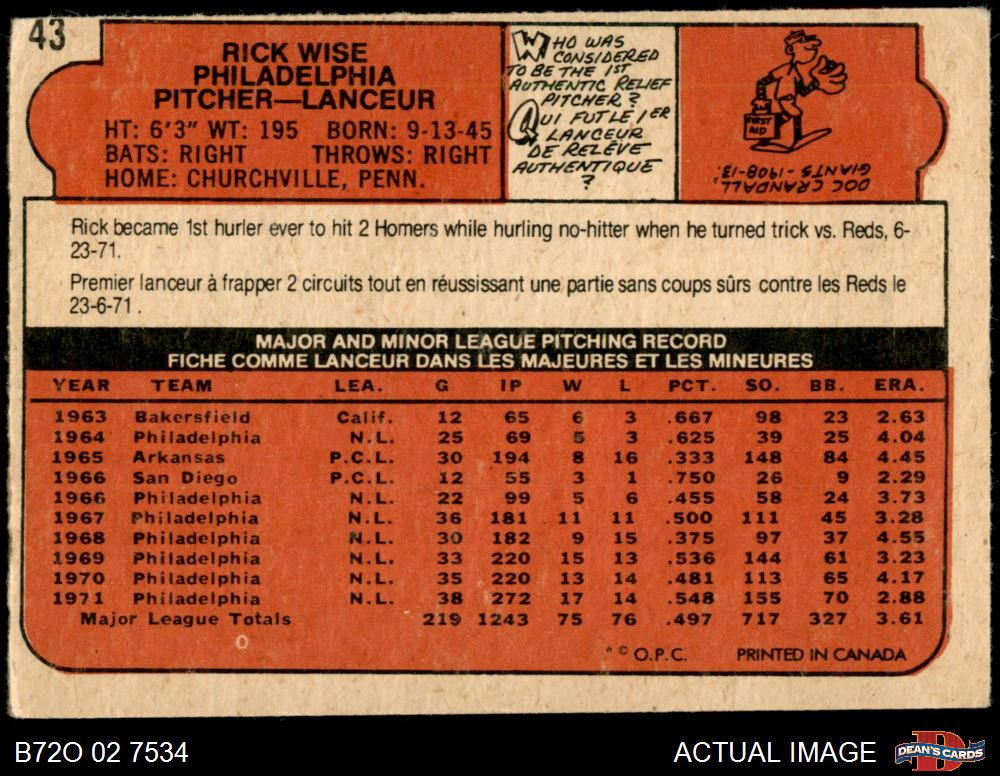 43
RICK WISE
PHILADELPHIA
PITCHER—LANCEUR
HT: 6'3" WT: 195 BORN: 9-13-45
BATS: RIGHT THROWS: RIGHT
HOME: CHURCHVILLE, PENN.
WHO WAS
CONSIDERED
TO BE THE 1ST
AUTHENTIC RELIEF
PITCHER?
QUI FUT LE 1ER
LANCEUR
DE RELÈVE
AUTHENTIQUE
?
FIRST
AID
DOC CRANDALL,
GIANTS - 1908-13.
Rick became 1st hurler ever to hit 2 Homers while hurling no-hitter when he turned trick vs. Reds, 6-
23-71.
Premier lanceur à frapper 2 circuits tout en réussissant une partie sans coups sûrs contre les Reds le
23-6-71.
MAJOR AND MINOR LEAGUE PITCHING RECORD
FICHE COMME LANCEUR DANS LES MAJEURES ET LES MINEURES
YEAR TEAM LEA. G IP W L PCT. SO. BB. ERA.
1963 Bakersfield Calif. 12 65 6 3 .667 98 23 2.63
1964 Philadelphia N.L. 25 69 5 3 .625 39 25 4.04
1965 Arkansas P.C.L. 30 194 8 16 .333 148 84 4.45
1966 San Diego P.C.L. 12 55 3 1 .750 26 9 2.29
1966 Philadelphia N.L. 22 99 5 6 .455 58 24 3.73
1967 Philadelphia N.L. 36 181 11 11 .500 111 45 3.28
1968 Philadelphia N.L. 30 182 9 15 .375 97 37 4.55
1969 Philadelphia N.L. 33 220 15 13 .536 144 61 3.23
1970 Philadelphia N.L. 35 220 13 14 .481 113 65 4.17
1971 Philadelphia N.L. 38 272 17 14 .548 155 70 2.88
Major League Totals 219 1243 75 76 .497 717 327 3.61
* © O.P.C. PRINTED IN CANADA
B72O 02 7534
ACTUAL IMAGE
D
DEAN'S CARDS